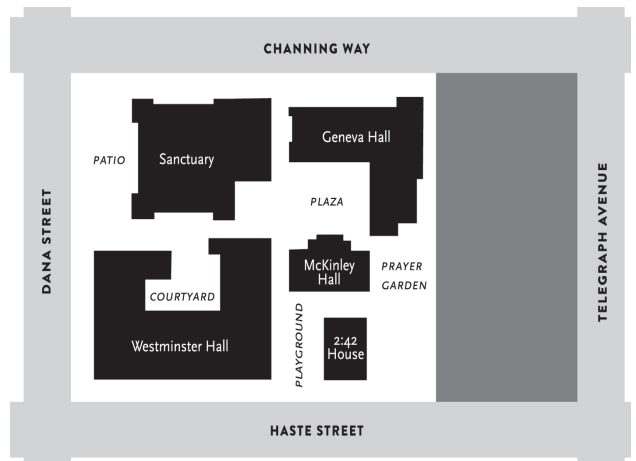 CHANNING WAY
Geneva Hall
PATIO
Sanctuary
PLAZA
DANA STREET
TELEGRAPH AVENUE
McKinley
Hall
PRAYER
GARDEN
COURTYARD
PLAYGROUND
Westminster Hall
2:42
House
HASTE STREET